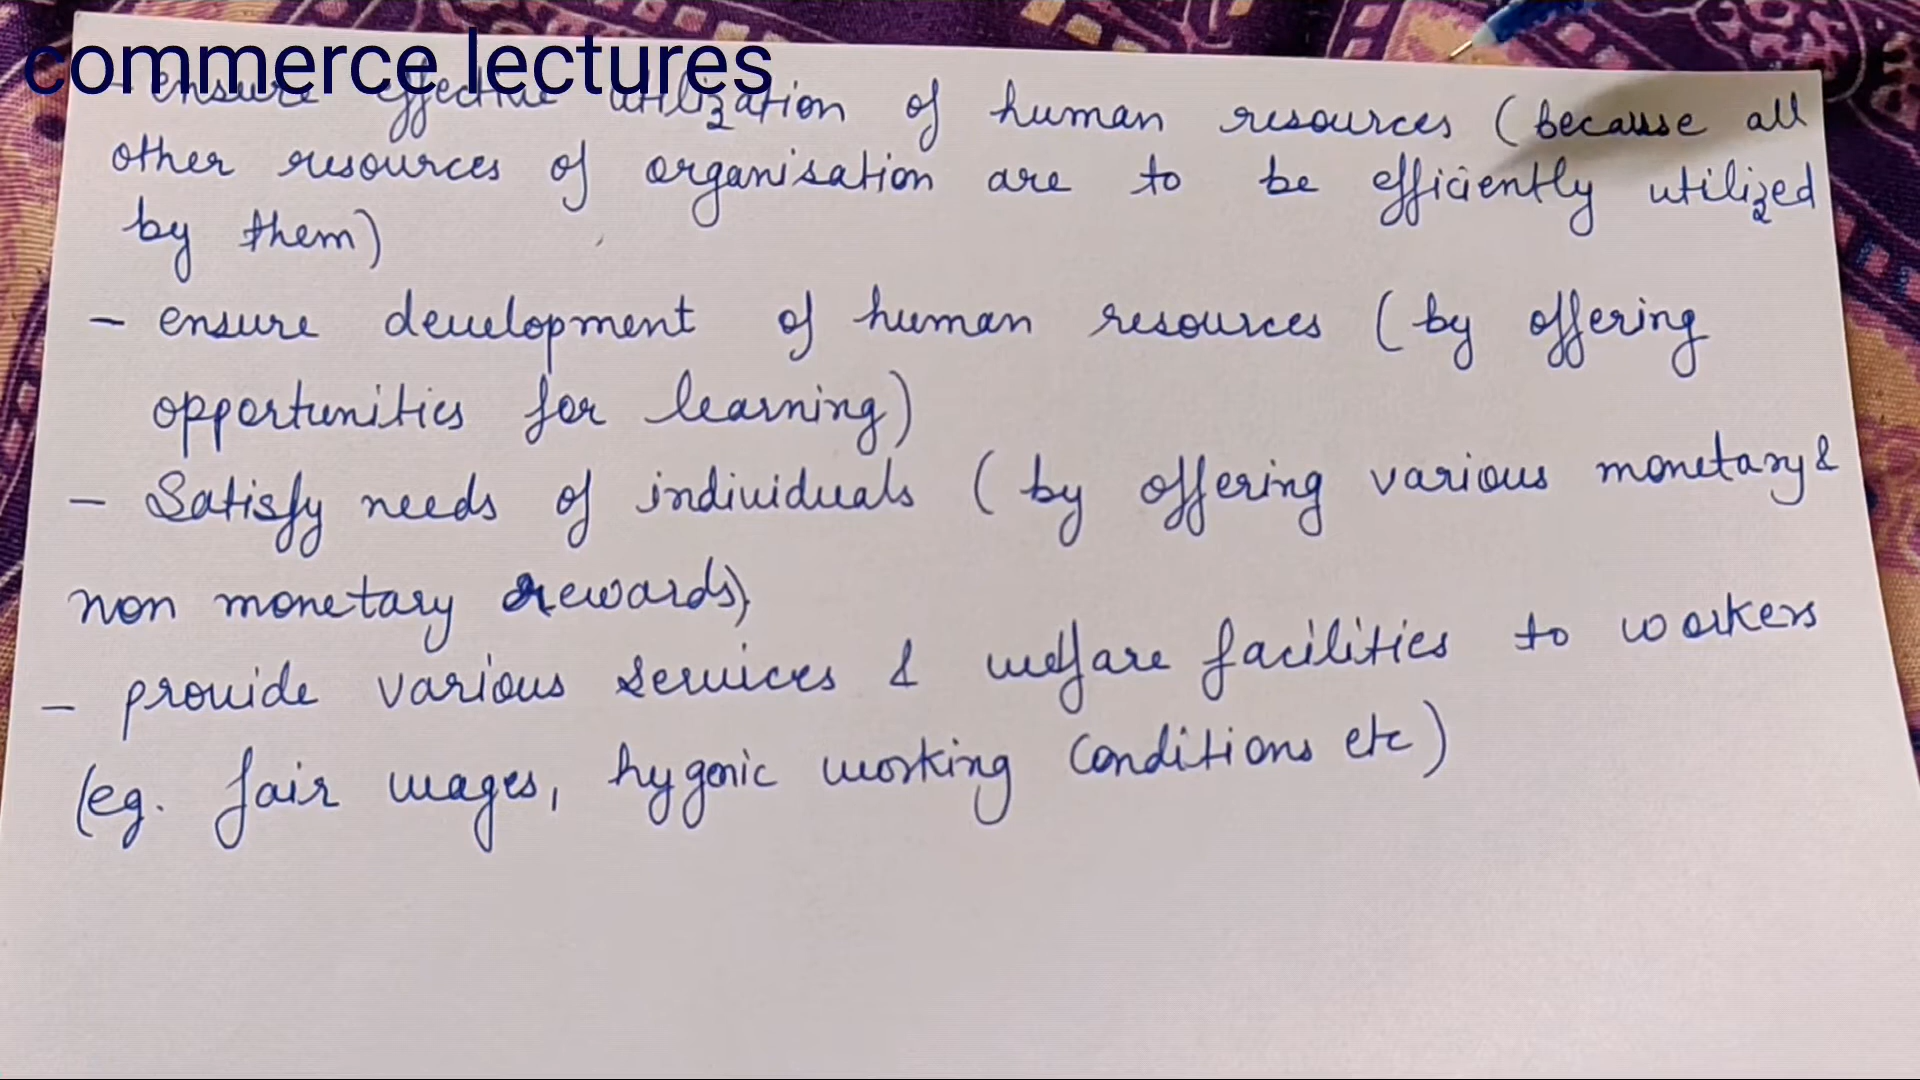 commerce lectures
- ensure effective utilization of human resources (because all
other resources of organisation are to be efficiently utilized
by them)
- ensure development of human resources (by offering
opportunities for learning)
- Satisfy needs of individuals (by offering various monetary &
non monetary rewards)
- provide various services & welfare facilities to workers
(eg. fair wages, hygenic working Conditions etc)